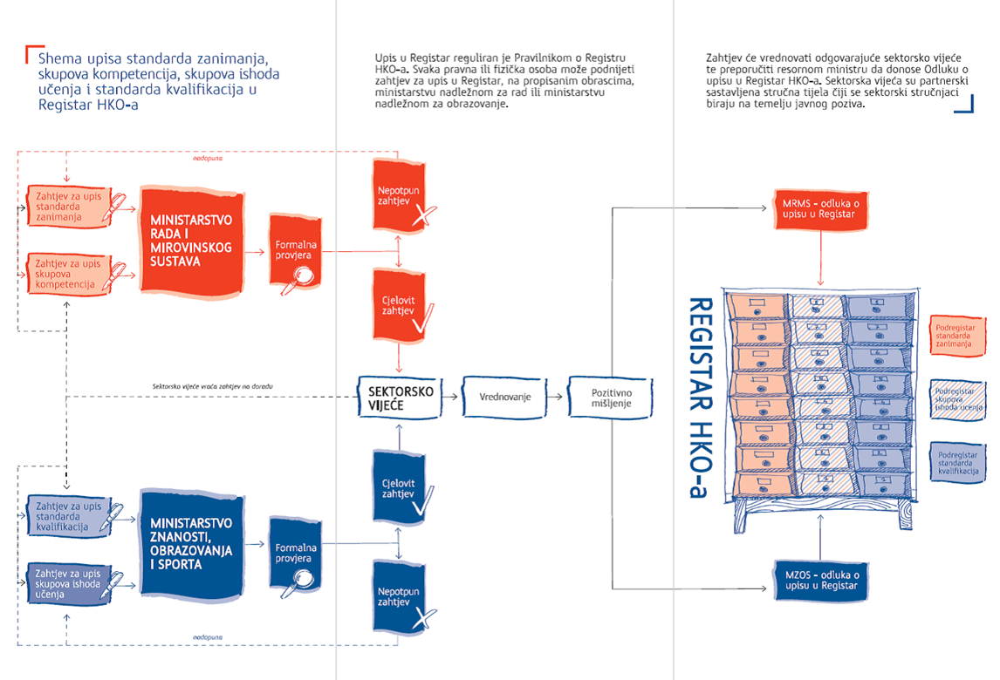 Shema upisa standarda zanimanja,
skupova kompetencija, skupova ishoda
učenja i standarda kvalifikacija u
Registar HKO-a
Upis u Registar reguliran je Pravilnikom o Registru
HKO-a. Svaka pravna ili fizička osoba može podnijeti
zahtjev za upis u Registar, na propisanim obrascima,
ministarstvu nadležnom za rad ili ministarstvu
nadležnom za obrazovanje.
Zahtjev će vrednovati odgovarajuće sektorsko vijeće
te preporučiti resornom ministru da donose Odluku o
upisu u Registar HKO-a. Sektorska vijeća su partnerski
sastavljena stručna tijela čiji se sektorski stručnjaci
biraju na temelju javnog poziva.
nadopuna
Zahtjev za upis
standarda
zanimanja
Zahtjev za upis
skupova
kompetencija
MINISTARSTVO
RADA I
MIROVINSKOG
SUSTAVA
Formalna
provjera
Nepotpun
zahtjev
Cjelovit
zahtjev
MRMS - odluka o
upisu u Registar
Sektorsko vijeće vraća zahtjev na doradu
SEKTORSKO
VIJEĆE
Vrednovanje
Pozitivno
mišljenje
REGISTAR HKO-a
Podregistar
standarda
zanimanja
Podregistar
skupova
ishoda učenja
Podregistar
standarda
kvalifikacija
Zahtjev za upis
standarda
kvalifikacija
Zahtjev za upis
skupova ishoda
učenja
MINISTARSTVO
ZNANOSTI,
OBRAZOVANJA
I SPORTA
Formalna
provjera
Cjelovit
zahtjev
Nepotpun
zahtjev
MZOS - odluka o
upisu u Registar
nadopuna